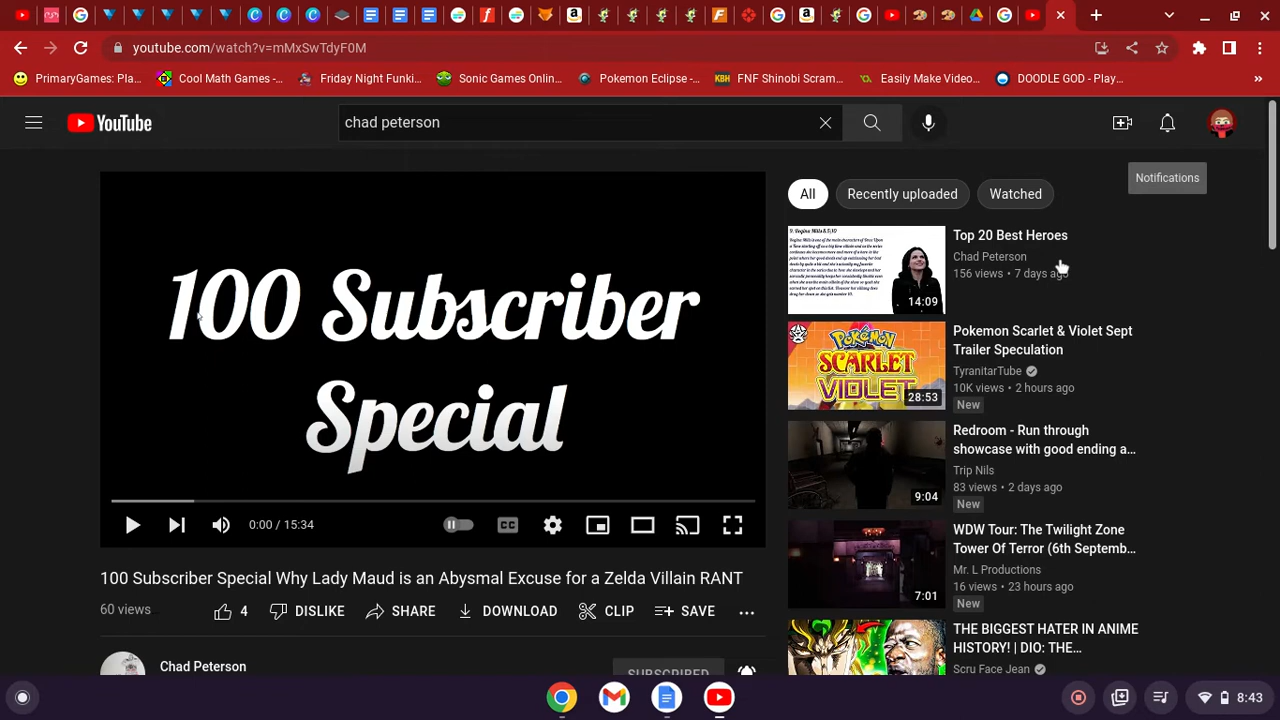 youtube.com/watch?v=mMxSwTdyF0M
PrimaryGames: Pla...
Cool Math Games -...
Friday Night Funki...
Sonic Games Onlin...
Pokemon Eclipse -...
KBH
FNF Shinobi Scram...
Easily Make Video...
DOODLE GOD - Play...
»
YouTube
chad peterson
Notifications
All
Recently uploaded
Watched
100 Subscriber
Special
0:00 / 15:34
CC
100 Subscriber Special Why Lady Maud is an Abysmal Excuse for a Zelda Villain RANT
60 views
4
DISLIKE
SHARE
DOWNLOAD
CLIP
SAVE
Chad Peterson
SUBSCRIBED
14:09
Top 20 Best Heroes
Chad Peterson
156 views • 7 days ago
POKÉMON
SCARLET
VIOLET
28:53
Pokemon Scarlet & Violet Sept
Trailer Speculation
TyranitarTube
10K views • 2 hours ago
New
9:04
Redroom - Run through
showcase with good ending a...
Trip Nils
83 views • 2 days ago
New
7:01
WDW Tour: The Twilight Zone
Tower Of Terror (6th Septemb...
Mr. L Productions
16 views • 23 hours ago
New
THE BIGGEST HATER IN ANIME
HISTORY! | DIO: THE...
Scru Face Jean
8:43